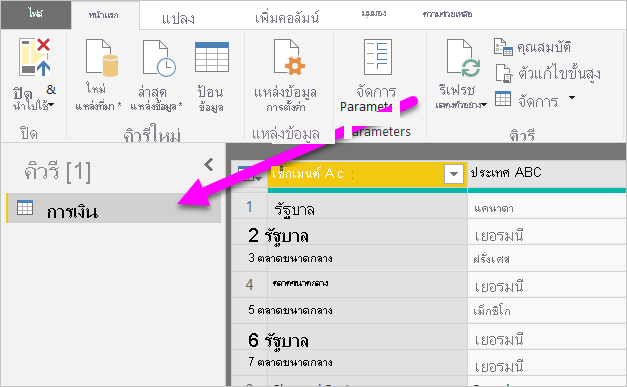 ไฟล์ หน้าแรก แปลง เพิ่มคอลัมน์ มุมมอง ความช่วยเหลือ
ปิด & นำไปใช้ ใหม่ แหล่งที่มา ล่าสุด แหล่งข้อมูล ป้อน ข้อมูล แหล่งข้อมูล การตั้งค่า จัดการ Paramete รีเฟรช แสดงตัวอย่าง คุณสมบัติ
ตัวแก้ไขขั้นสูง
จัดการ
ปิด คิวรีใหม่ แหล่งข้อมูล arameters คิวรี
คิวรี [1]
การเงิน
เซ็กเมนต์ A c : ประเทศ ABC
1 รัฐบาล แคนาดา
2 รัฐบาล เยอรมนี
3 ตลาดขนาดกลาง ฝรั่งเศส
4 ตลาดขนาดกลาง เยอรมนี
5 ตลาดขนาดกลาง เม็กซิโก
6 รัฐบาล เยอรมนี
7 ตลาดขนาดกลาง เยอรมนี